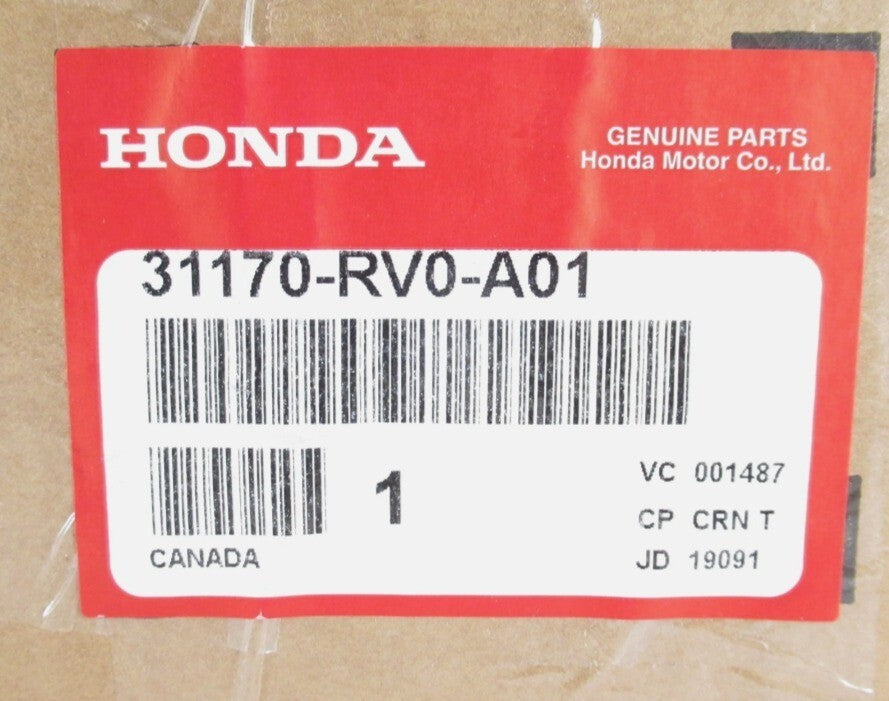 HONDA
GENUINE PARTS
Honda Motor Co., Ltd.
31170-RV0-A01
1
VC 001487
CP CRN T
CANADA
JD 19091